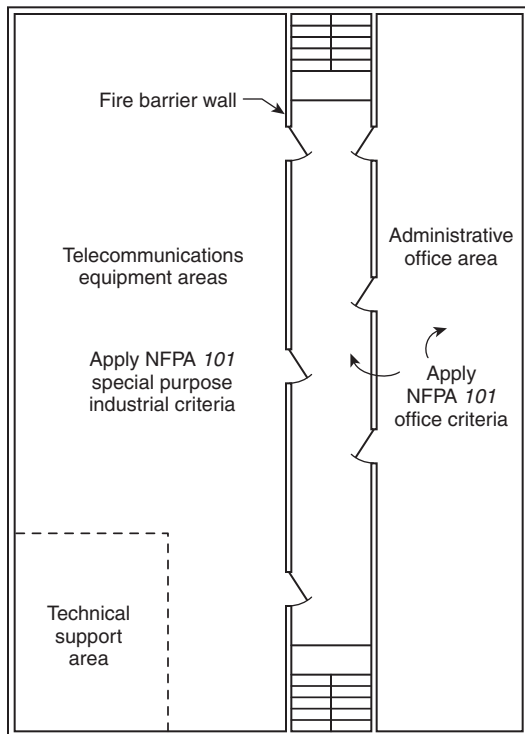 Fire barrier wall
Telecommunications
equipment areas
Administrative
office area
Apply NFPA 101
special purpose
industrial criteria
Apply
NFPA 101
office criteria
Technical
support
area